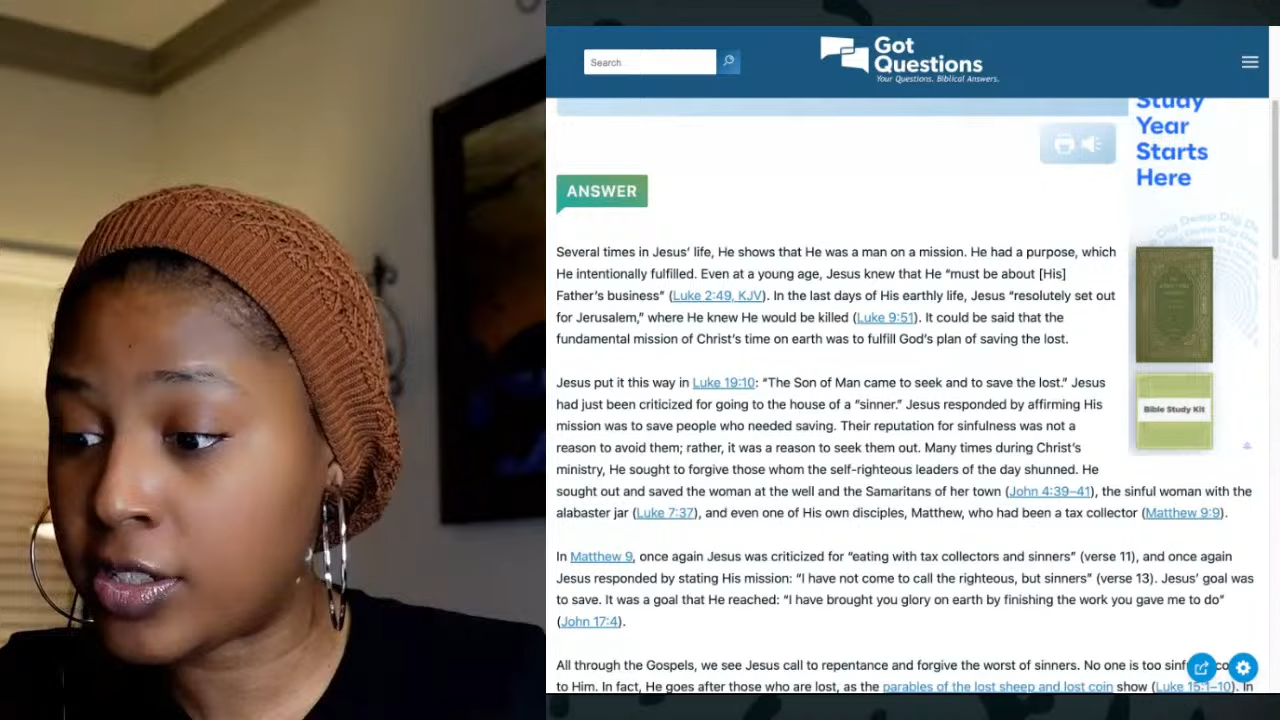 Search
Got
Questions
Your Questions. Biblical Answers.
Study
Year
Starts
Here
ANSWER
Several times in Jesus’ life, He shows that He was a man on a mission. He had a purpose, which
He intentionally fulfilled. Even at a young age, Jesus knew that He “must be about [His]
Father’s business” (Luke 2:49, KJV). In the last days of His earthly life, Jesus “resolutely set out
for Jerusalem,” where He knew He would be killed (Luke 9:51). It could be said that the
fundamental mission of Christ’s time on earth was to fulfill God’s plan of saving the lost.
Jesus put it this way in Luke 19:10: “The Son of Man came to seek and to save the lost.” Jesus
had just been criticized for going to the house of a “sinner.” Jesus responded by affirming His
mission was to save people who needed saving. Their reputation for sinfulness was not a
reason to avoid them; rather, it was a reason to seek them out. Many times during Christ’s
ministry, He sought to forgive those whom the self-righteous leaders of the day shunned. He
sought out and saved the woman at the well and the Samaritans of her town (John 4:39–41), the sinful woman with the
alabaster jar (Luke 7:37), and even one of His own disciples, Matthew, who had been a tax collector (Matthew 9:9).
Bible Study Kit
In Matthew 9, once again Jesus was criticized for “eating with tax collectors and sinners” (verse 11), and once again
Jesus responded by stating His mission: “I have not come to call the righteous, but sinners” (verse 13). Jesus’ goal was
to save. It was a goal that He reached: “I have brought you glory on earth by finishing the work you gave me to do”
(John 17:4).
All through the Gospels, we see Jesus call to repentance and forgive the worst of sinners. No one is too
to Him. In fact, He goes after those who are lost, as the parables of the lost sheep and lost coin show (Luke 15:1–10). In